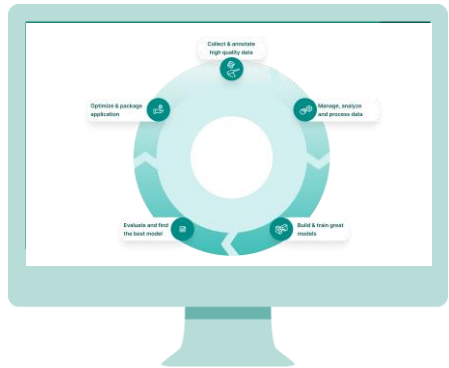 Collect & annotate
high quality data
Manage, analyze
and process data
Build & train great
models
Evaluate and find
the best model
Optimize & package
application